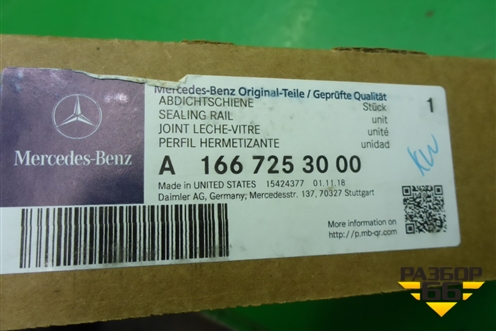 Mercedes-Benz Original-Teile / Geprüfte Qualität
ABDICHTSCHIENE Stück 1
SEALING RAIL unit
JOINT LECHE-VITRE unité
PERFIL HERMETIZANTE unidad
Mercedes-Benz
A 166 725 30 00
Made in UNITED STATES 15424377 01.11.18
Daimler AG, Germany; Mercedesstr. 137, 70327 Stuttgart
More information on
http://p.mb-qr.com
РАЗБОР
66